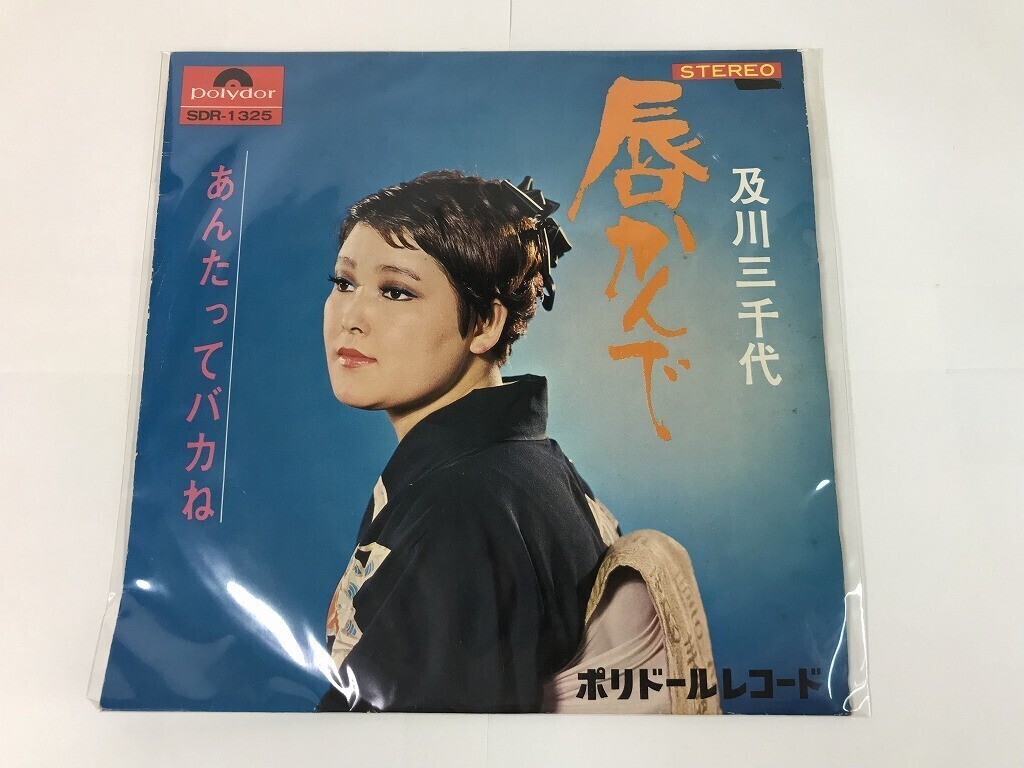 polydor
SDR-1325
STEREO
唇かんで
及川三千代
あんたってバカね
ポリドールレコード